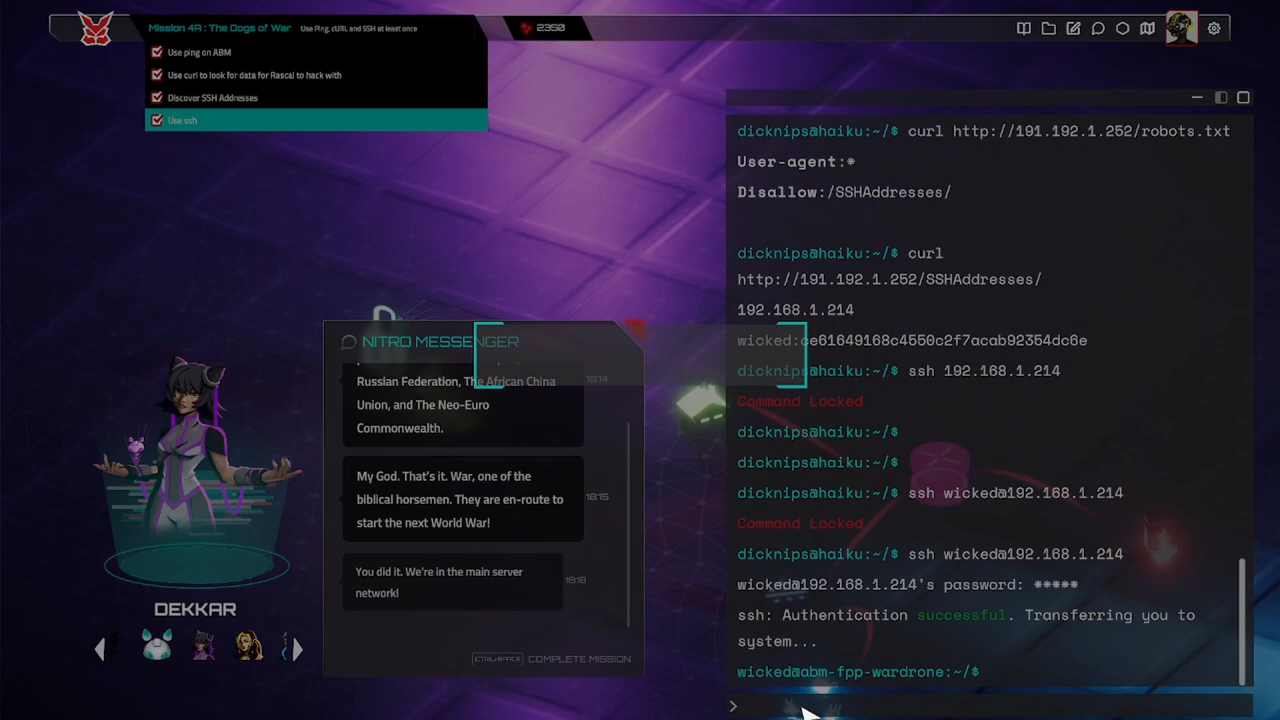 Mission 4A : The Dogs of War
Use Ping, cURL and SSH at least once
Use ping on ABM
Use curl to look for data for Rascal to hack with
Discover SSH Addresses
Use ssh
2350
NITRO MESSENGER
Russian Federation, The African China
Union, and The Neo-Euro
Commonwealth.
18:14
My God. That's it. War, one of the
biblical horsemen. They are en-route to
start the next World War!
18:15
You did it. We're in the main server
network!
18:18
COMPLETE MISSION
DEKKAR
dicknips@haiku:~/$ curl http://191.192.1.252/robots.txt
User-agent:*
Disallow:/SSHAddresses/
dicknips@haiku:~/$ curl
http://191.192.1.252/SSHAddresses/
192.168.1.214
wicked:ce61649168c4550c2f7acab92354dc6e
dicknips@haiku:~/$ ssh 192.168.1.214
Command Locked
dicknips@haiku:~/$
dicknips@haiku:~/$
dicknips@haiku:~/$ ssh wicked@192.168.1.214
Command Locked
dicknips@haiku:~/$ ssh wicked@192.168.1.214
wicked@192.168.1.214's password: *****
ssh: Authentication successful. Transferring you to
system...
wicked@abm-fpp-wardrone:~/$
>